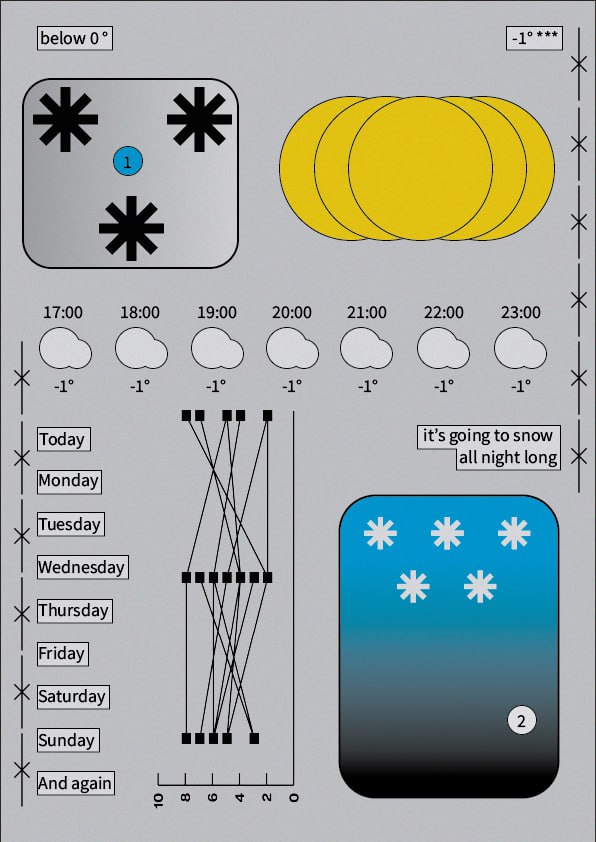 below 0 °
-1° ***
1
17:00 18:00 19:00 20:00 21:00 22:00 23:00
-1° -1° -1° -1° -1° -1° -1°
Today
Monday
Tuesday
Wednesday
Thursday
Friday
Saturday
Sunday
And again
10 8 6 4 2 0
it’s going to snow
all night long
2